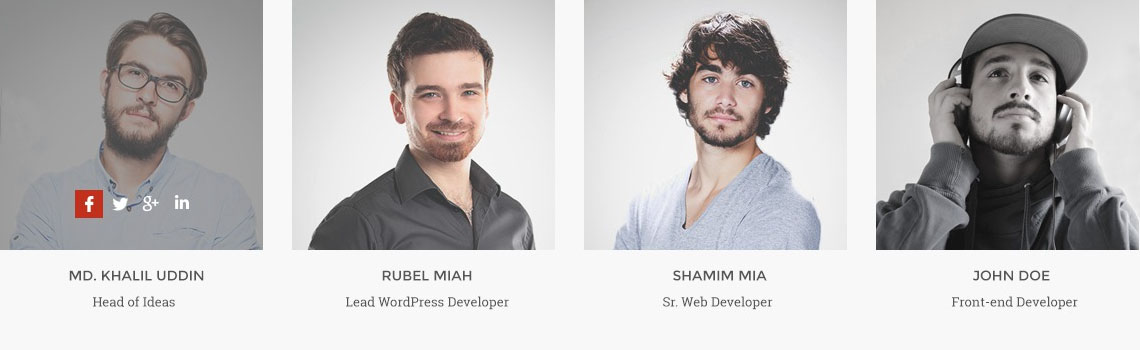 MD. KHALIL UDDIN
Head of Ideas
RUBEL MIAH
Lead WordPress Developer
SHAMIM MIA
Sr. Web Developer
JOHN DOE
Front-end Developer